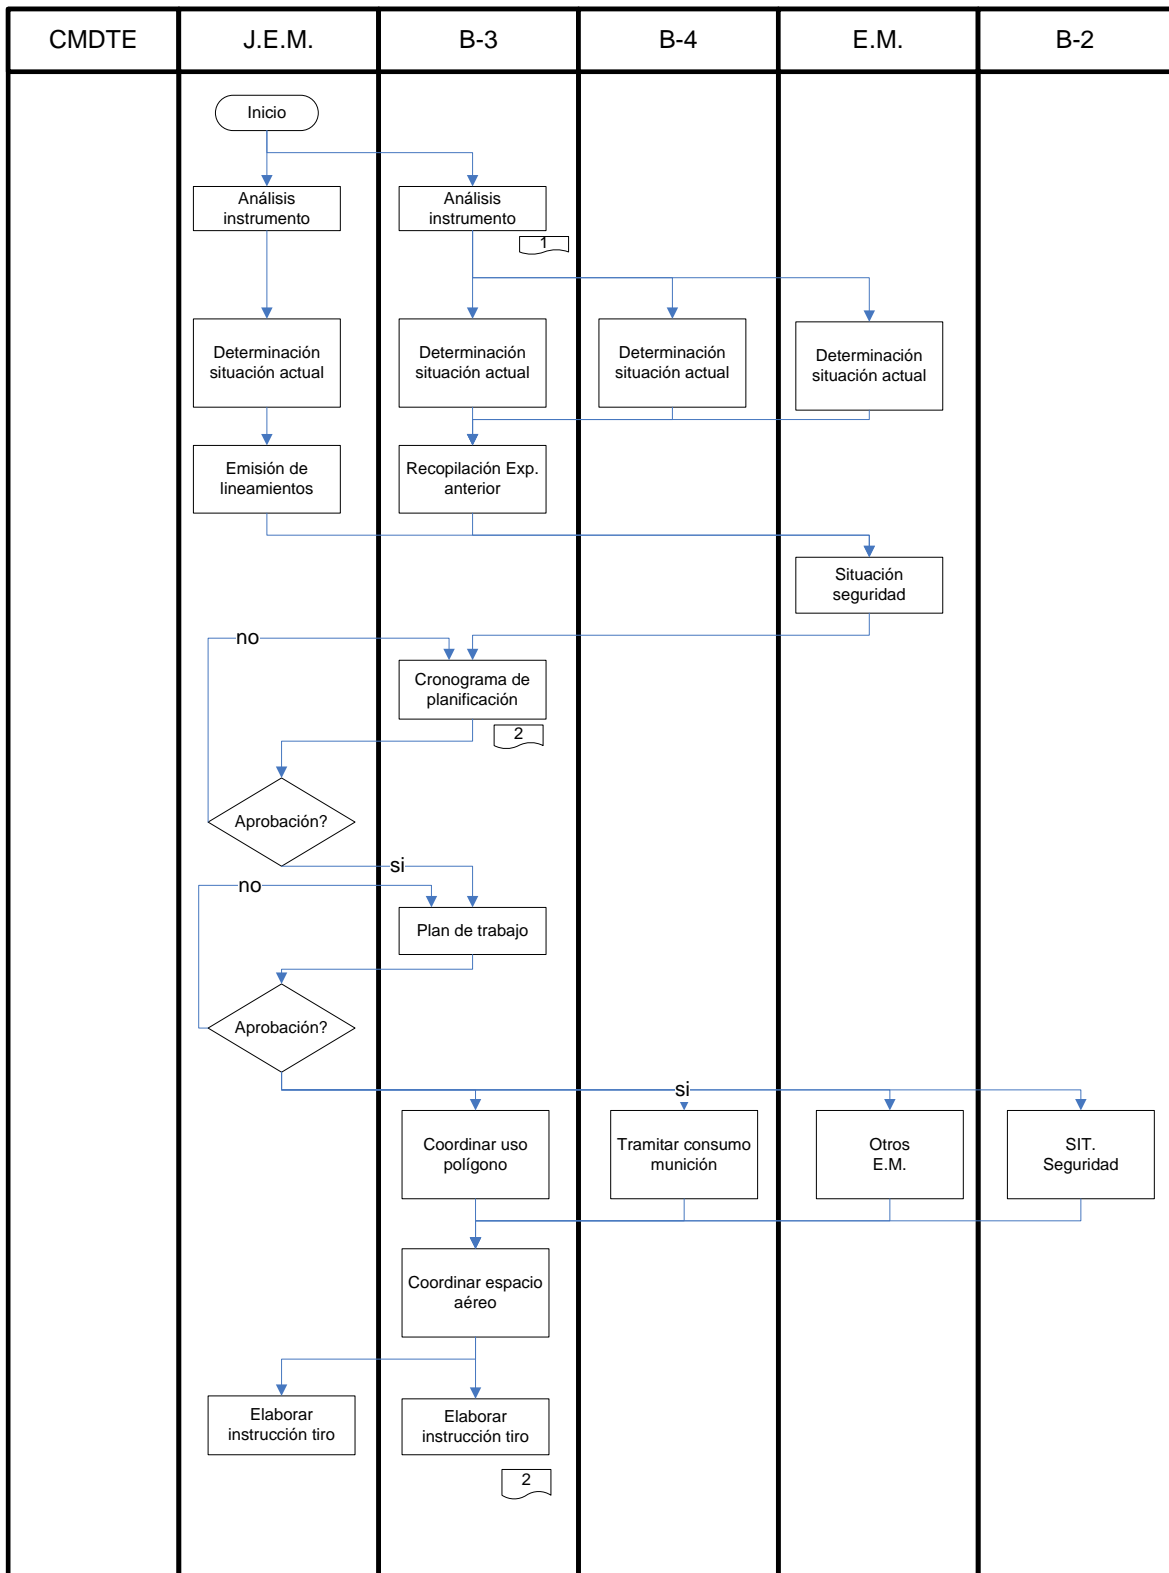 CMDTE
J.E.M.
B-3
B-4
E.M.
B-2
Inicio
Análisis
instrumento
Análisis
instrumento
1
Determinación
situación actual
Determinación
situación actual
Determinación
situación actual
Determinación
situación actual
Emisión de
lineamientos
Recopilación Exp.
anterior
Situación
seguridad
no
Cronograma de
planificación
2
Aprobación?
si
no
Plan de trabajo
Aprobación?
si
Coordinar uso
polígono
Tramitar consumo
munición
Otros
E.M.
SIT.
Seguridad
Coordinar espacio
aéreo
Elaborar
instrucción tiro
Elaborar
instrucción tiro
2